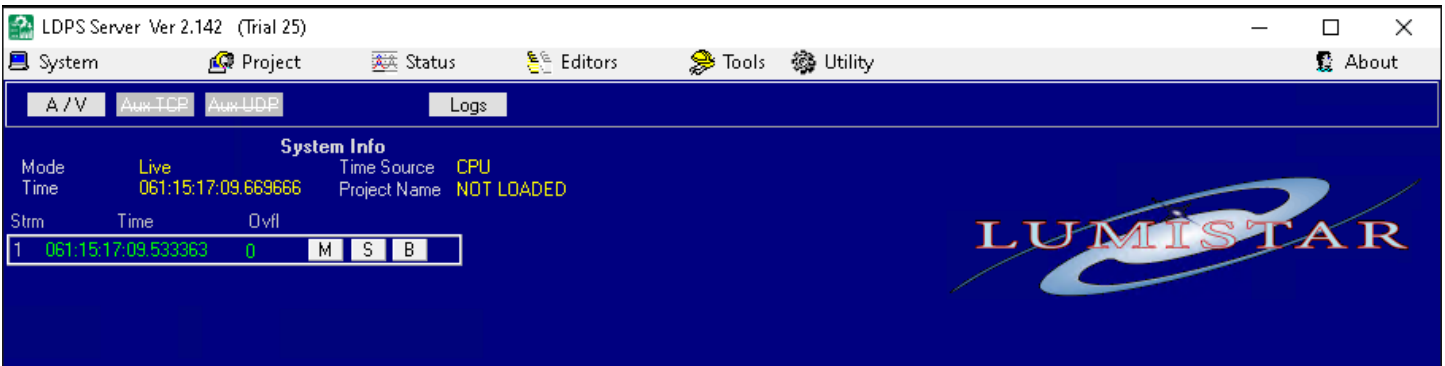 LDPS Server Ver 2.142 (Trial 25)
System Project Status Editors Tools Utility About
A / V Aux TCP Aux UDP Logs
System Info
Mode Live Time Source CPU
Time 061:15:17:09.669666 Project Name NOT LOADED
Strm Time Ovfl
1 061:15:17:09.533363 0 M S B
LUMISTAR